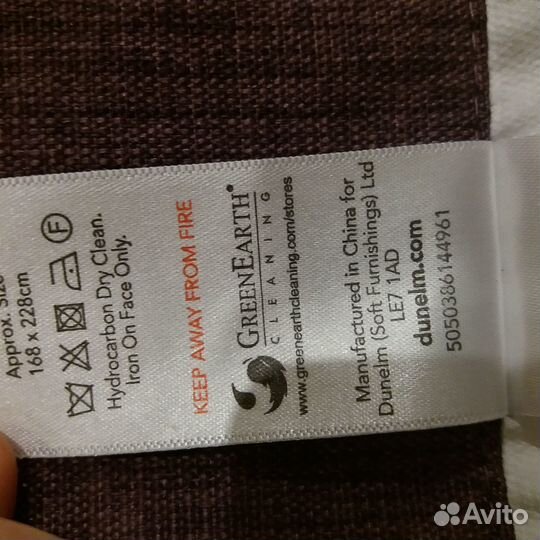 Approx. Size
168 x 228cm
F
Hydrocarbon Dry Clean.
Iron On Face Only.
KEEP AWAY FROM FIRE
GREENEARTH®
CLEANING
www.greenearthcleaning.com/stores
Manufactured in China for
Dunelm (Soft Furnishings) Ltd
LE7 1AD
dunelm.com
5050386144961
Avito